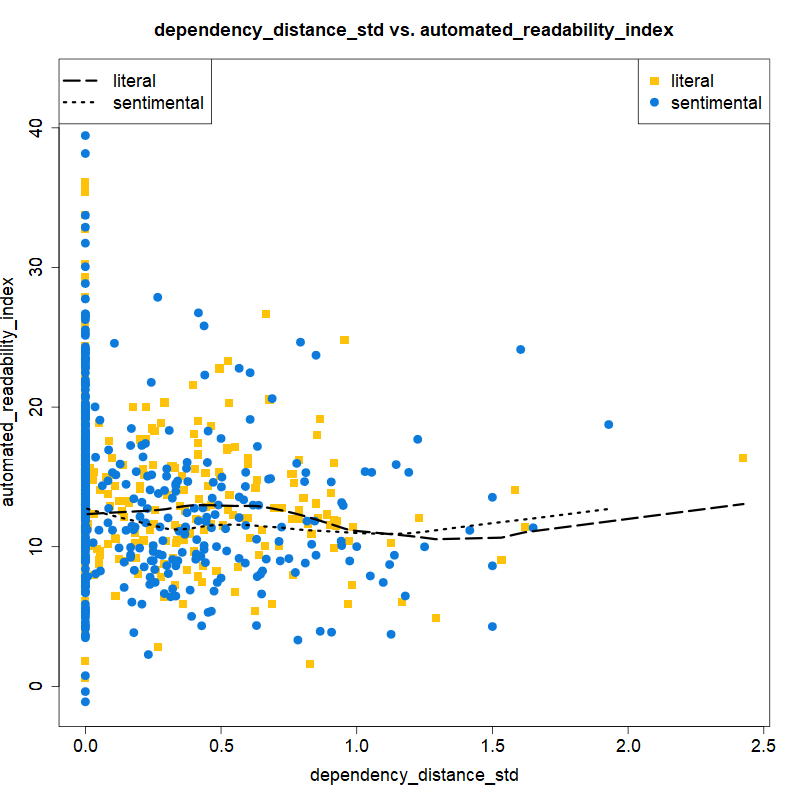 dependency_distance_std vs. automated_readability_index
literal
sentimental
literal
sentimental
automated_readability_index
40
30
20
10
0
0.0 0.5 1.0 1.5 2.0 2.5
dependency_distance_std